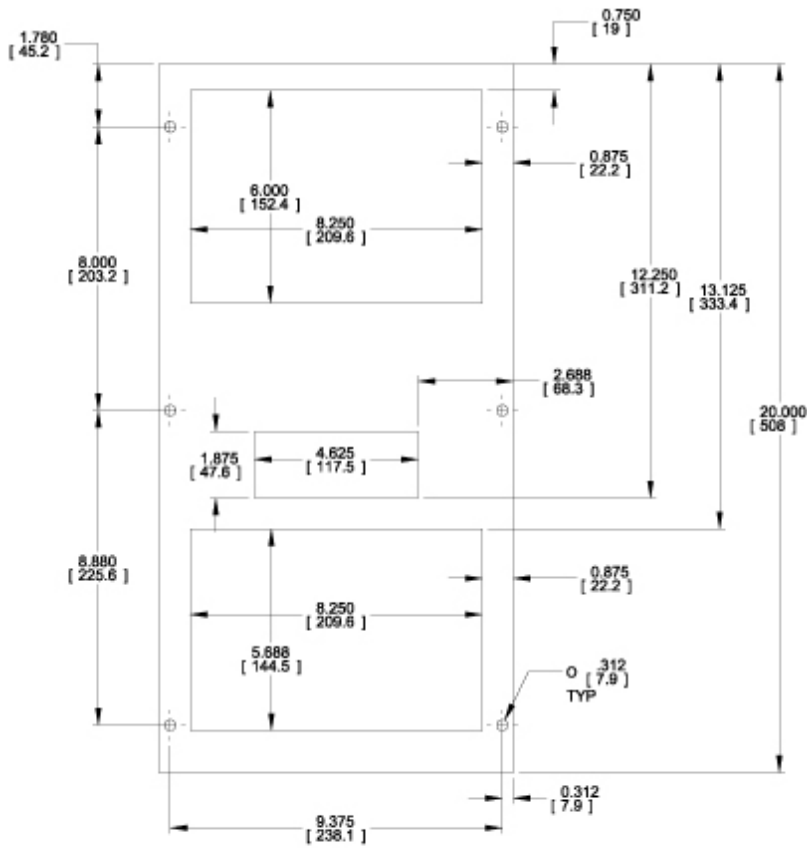 0.750
[ 19 ]
1.780
[ 45.2 ]
0.875
[ 22.2 ]
6.000
[ 152.4 ]
8.250
[ 209.6 ]
8.000
[ 203.2 ]
12.250
[ 311.2 ]
13.125
[ 333.4 ]
2.688
[ 68.3 ]
20.000
[ 508 ]
1.875
[ 47.6 ]
4.625
[ 117.5 ]
8.880
[ 225.6 ]
0.875
[ 22.2 ]
8.250
[ 209.6 ]
5.688
[ 144.5 ]
O .312
[ 7.9 ]
TYP
0.312
[ 7.9 ]
9.375
[ 238.1 ]